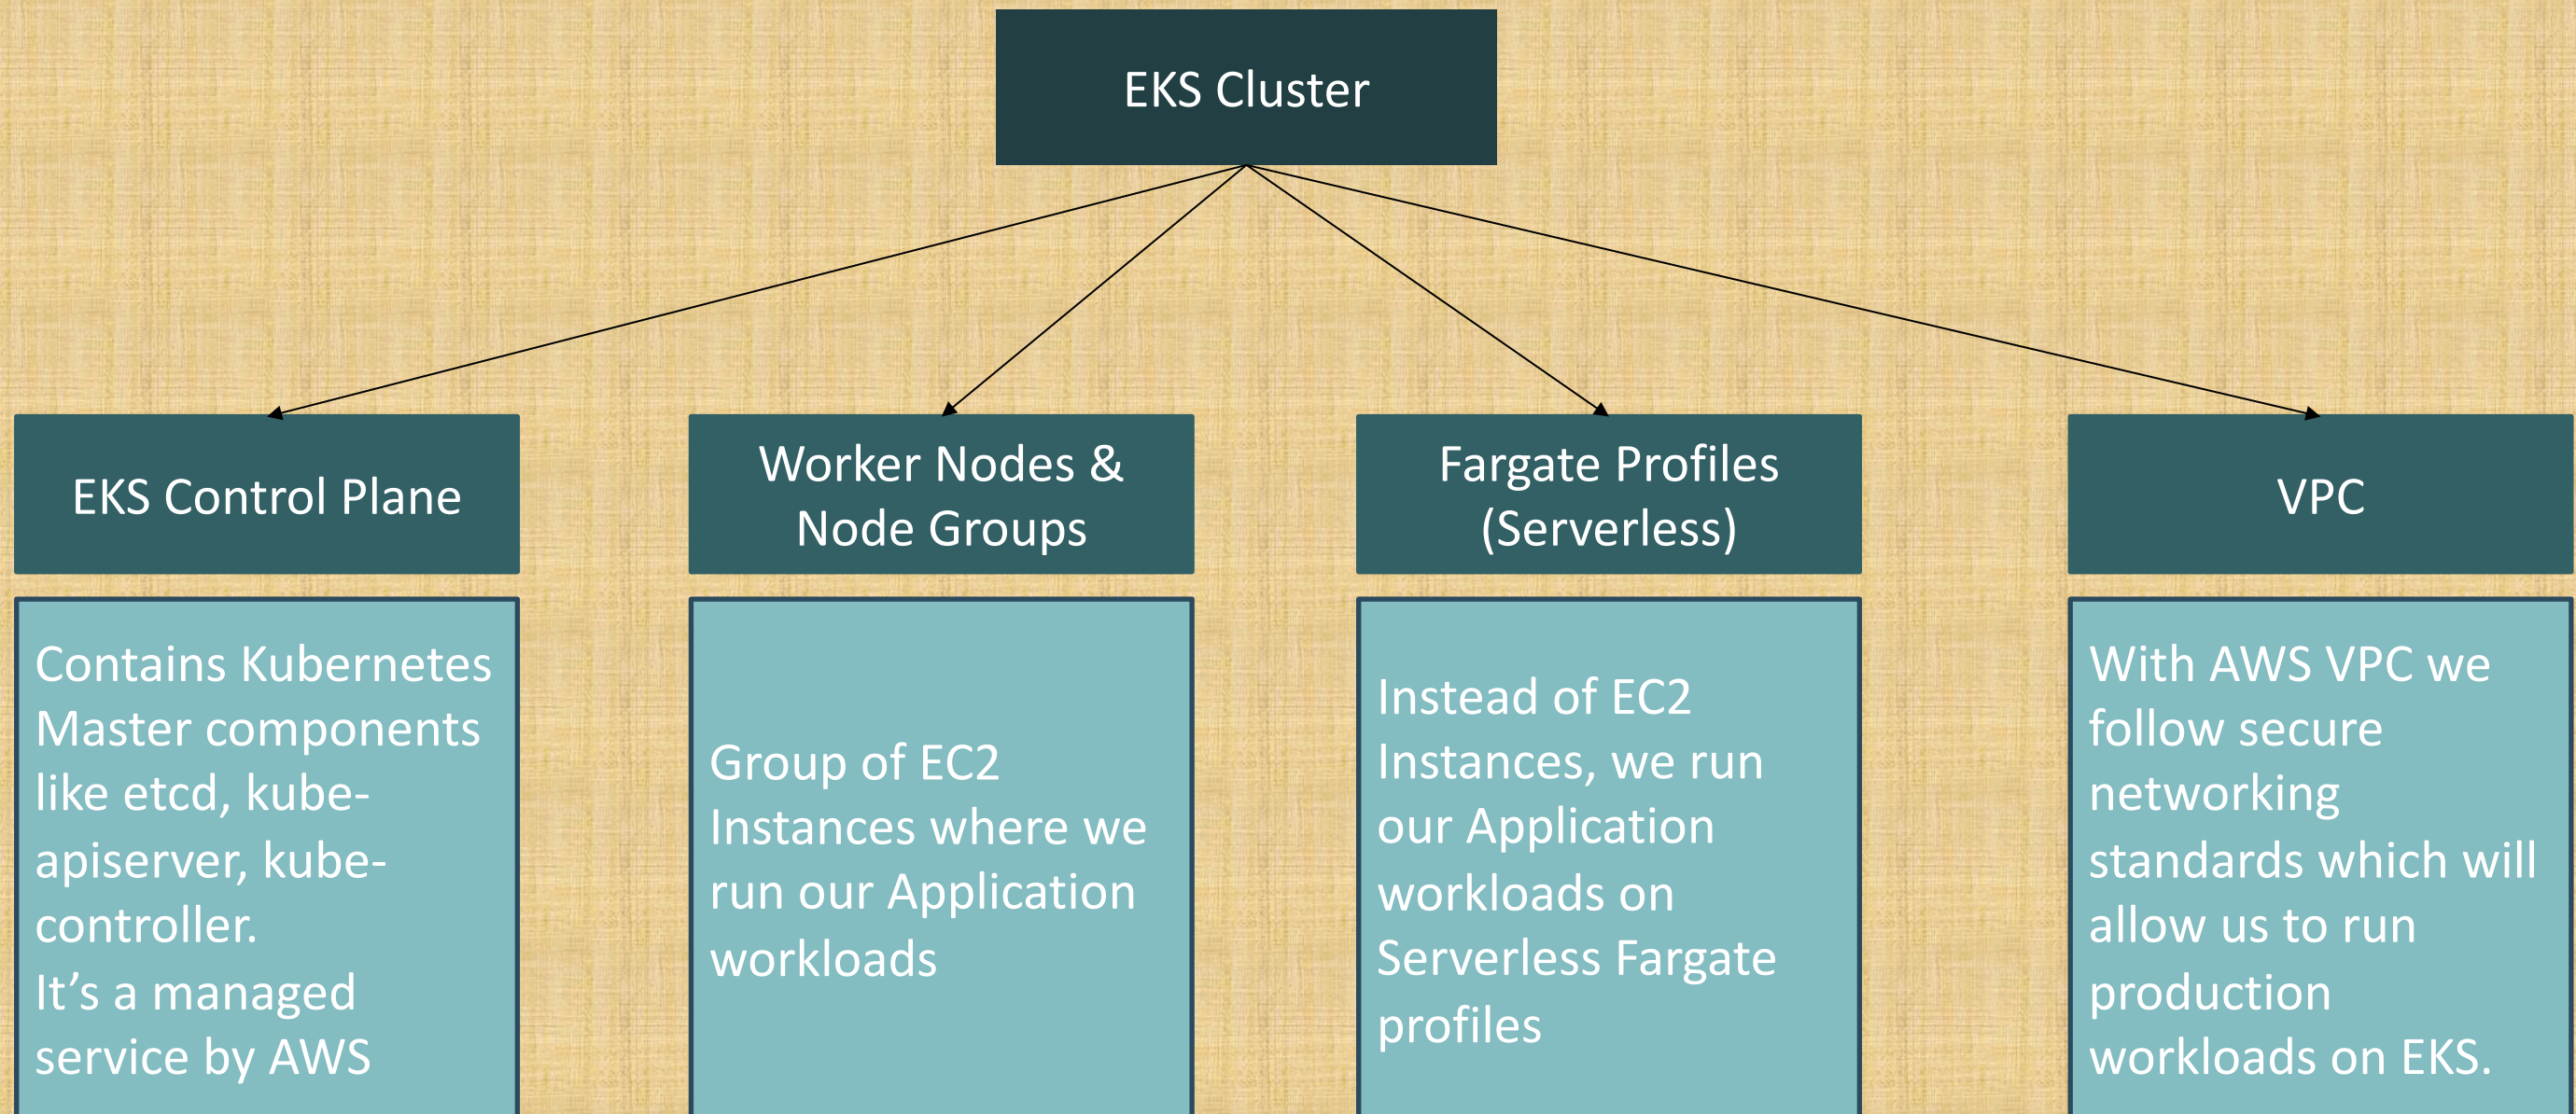 EKS Cluster
EKS Control Plane
Contains Kubernetes
Master components
like etcd, kube-
apiserver, kube-
controller.
It’s a managed
service by AWS
Worker Nodes &
Node Groups
Group of EC2
Instances where we
run our Application
workloads
Fargate Profiles
(Serverless)
Instead of EC2
Instances, we run
our Application
workloads on
Serverless Fargate
profiles
VPC
With AWS VPC we
follow secure
networking
standards which will
allow us to run
production
workloads on EKS.